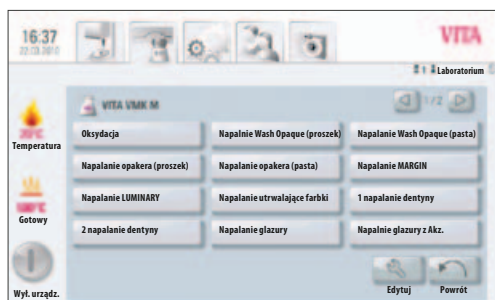 16:37
22.03.2010
VITA
Laboratorium
VITA VMK M
1/2
Temperatura
Gotowy
Wył. urządz.
Oksydacja
Napalnie Wash Opaque (proszek)
Napalanie Wash Opaque (pasta)
Napalanie opakera (proszek)
Napalanie opakera (pasta)
Napalanie MARGIN
Napalanie LUMINARY
Napalanie utrwalające farbki
1 napalanie dentyny
2 napalanie dentyny
Napalanie glazury
Napalnie glazury z Akz.
Edytuj
Powrót